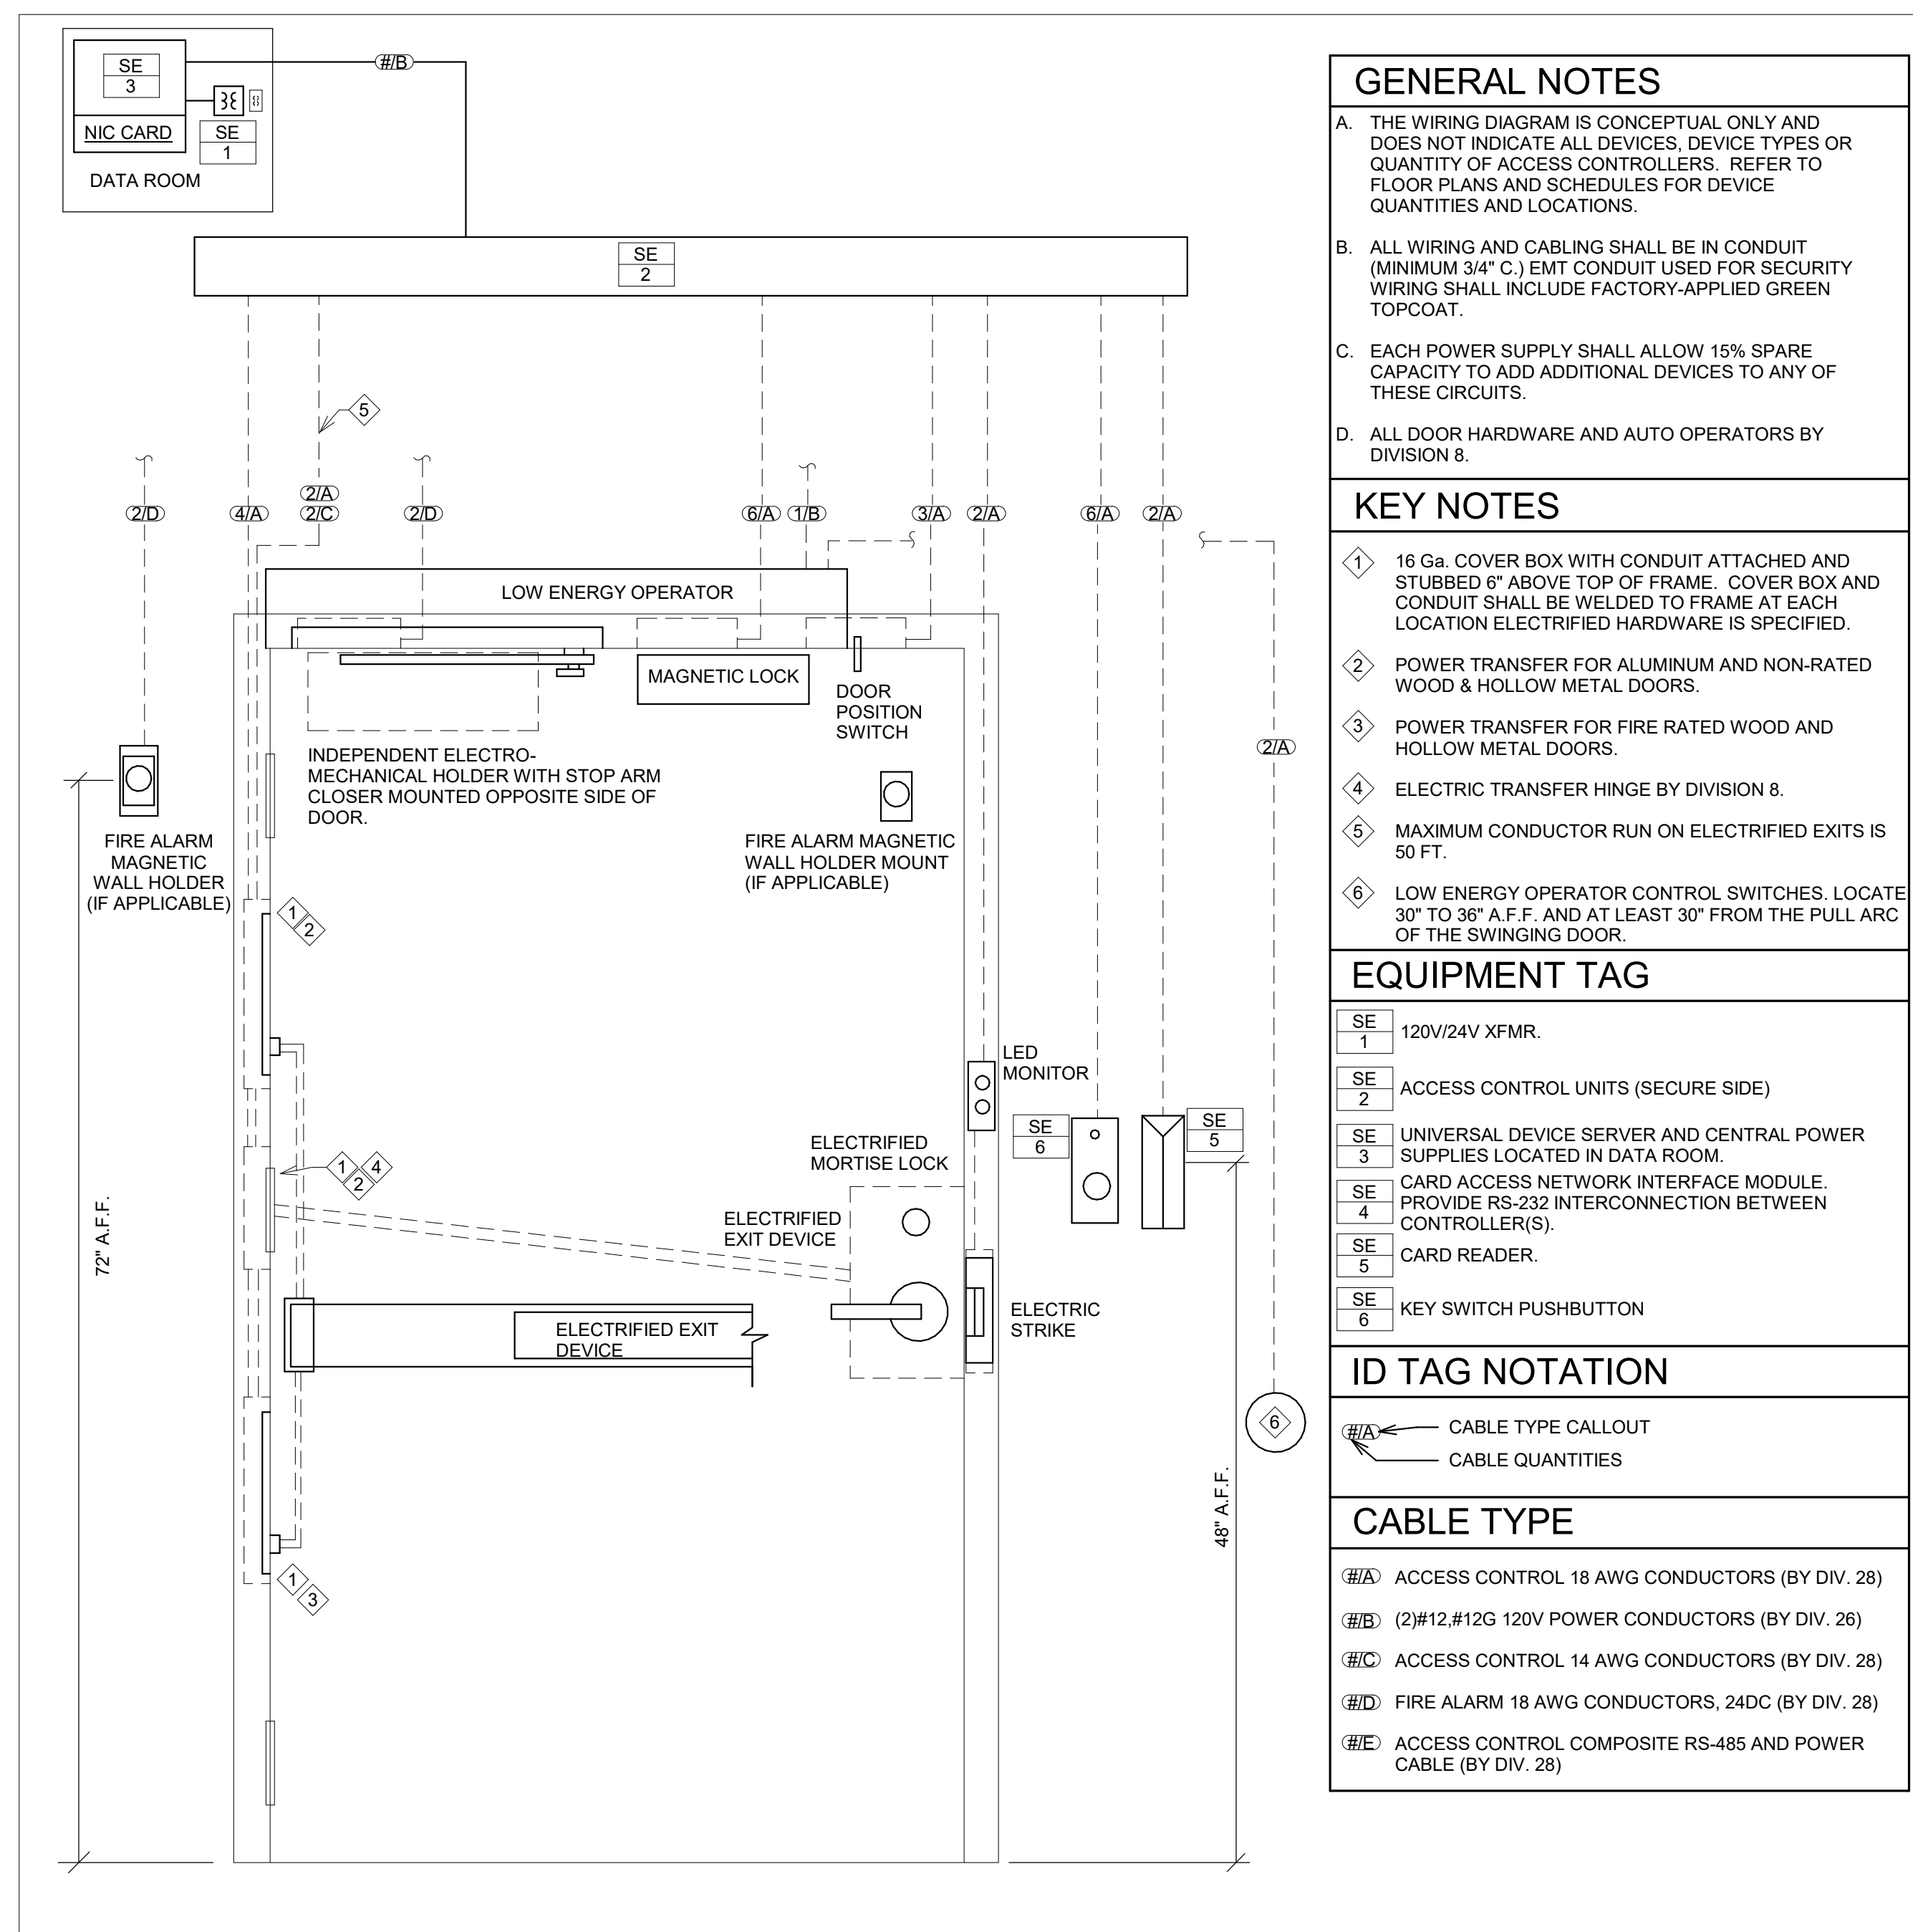 SE
3
NIC CARD
SE
1
DATA ROOM
#/B
SE
2
5
2/D
4/A
2/A
2/C
2/D
6/A
1/B
3/A
2/A
6/A
2/A
LOW ENERGY OPERATOR
MAGNETIC LOCK
DOOR
POSITION
SWITCH
2/A
INDEPENDENT ELECTRO-
MECHANICAL HOLDER WITH STOP ARM
CLOSER MOUNTED OPPOSITE SIDE OF
DOOR.
FIRE ALARM
MAGNETIC
WALL HOLDER
(IF APPLICABLE)
FIRE ALARM MAGNETIC
WALL HOLDER MOUNT
(IF APPLICABLE)
1
2
LED
MONITOR
SE
6
SE
5
ELECTRIFIED
MORTISE LOCK
1
4
2
72" A.F.F.
ELECTRIFIED
EXIT DEVICE
ELECTRIFIED EXIT
DEVICE
ELECTRIC
STRIKE
6
48" A.F.F.
1
3
GENERAL NOTES
A. THE WIRING DIAGRAM IS CONCEPTUAL ONLY AND
DOES NOT INDICATE ALL DEVICES, DEVICE TYPES OR
QUANTITY OF ACCESS CONTROLLERS. REFER TO
FLOOR PLANS AND SCHEDULES FOR DEVICE
QUANTITIES AND LOCATIONS.
B. ALL WIRING AND CABLING SHALL BE IN CONDUIT
(MINIMUM 3/4" C.) EMT CONDUIT USED FOR SECURITY
WIRING SHALL INCLUDE FACTORY-APPLIED GREEN
TOPCOAT.
C. EACH POWER SUPPLY SHALL ALLOW 15% SPARE
CAPACITY TO ADD ADDITIONAL DEVICES TO ANY OF
THESE CIRCUITS.
D. ALL DOOR HARDWARE AND AUTO OPERATORS BY
DIVISION 8.
KEY NOTES
1 16 Ga. COVER BOX WITH CONDUIT ATTACHED AND
STUBBED 6" ABOVE TOP OF FRAME. COVER BOX AND
CONDUIT SHALL BE WELDED TO FRAME AT EACH
LOCATION ELECTRIFIED HARDWARE IS SPECIFIED.
2 POWER TRANSFER FOR ALUMINUM AND NON-RATED
WOOD & HOLLOW METAL DOORS.
3 POWER TRANSFER FOR FIRE RATED WOOD AND
HOLLOW METAL DOORS.
4 ELECTRIC TRANSFER HINGE BY DIVISION 8.
5 MAXIMUM CONDUCTOR RUN ON ELECTRIFIED EXITS IS
50 FT.
6 LOW ENERGY OPERATOR CONTROL SWITCHES. LOCATE
30" TO 36" A.F.F. AND AT LEAST 30" FROM THE PULL ARC
OF THE SWINGING DOOR.
EQUIPMENT TAG
SE
1
120V/24V XFMR.
SE
2
ACCESS CONTROL UNITS (SECURE SIDE)
SE
3
UNIVERSAL DEVICE SERVER AND CENTRAL POWER
SUPPLIES LOCATED IN DATA ROOM.
SE
4
CARD ACCESS NETWORK INTERFACE MODULE.
PROVIDE RS-232 INTERCONNECTION BETWEEN
CONTROLLER(S).
SE
5
CARD READER.
SE
6
KEY SWITCH PUSHBUTTON
ID TAG NOTATION
#/A CABLE TYPE CALLOUT
CABLE QUANTITIES
CABLE TYPE
#/A ACCESS CONTROL 18 AWG CONDUCTORS (BY DIV. 28)
#/B (2)#12,#12G 120V POWER CONDUCTORS (BY DIV. 26)
#/C ACCESS CONTROL 14 AWG CONDUCTORS (BY DIV. 28)
#/D FIRE ALARM 18 AWG CONDUCTORS, 24DC (BY DIV. 28)
#/E ACCESS CONTROL COMPOSITE RS-485 AND POWER
CABLE (BY DIV. 28)